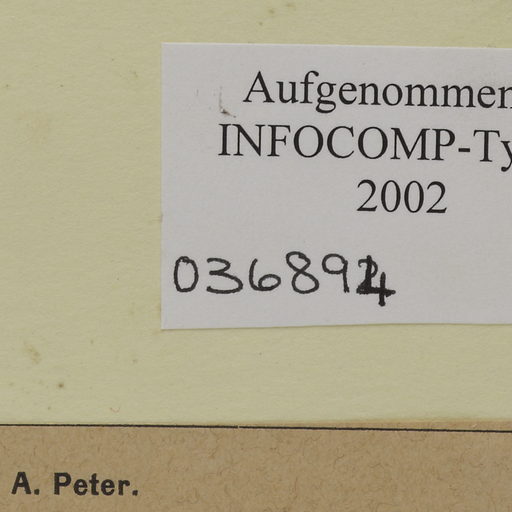 Aufgenommen
INFOCOMP-Ty
2002
036894
A. Peter.